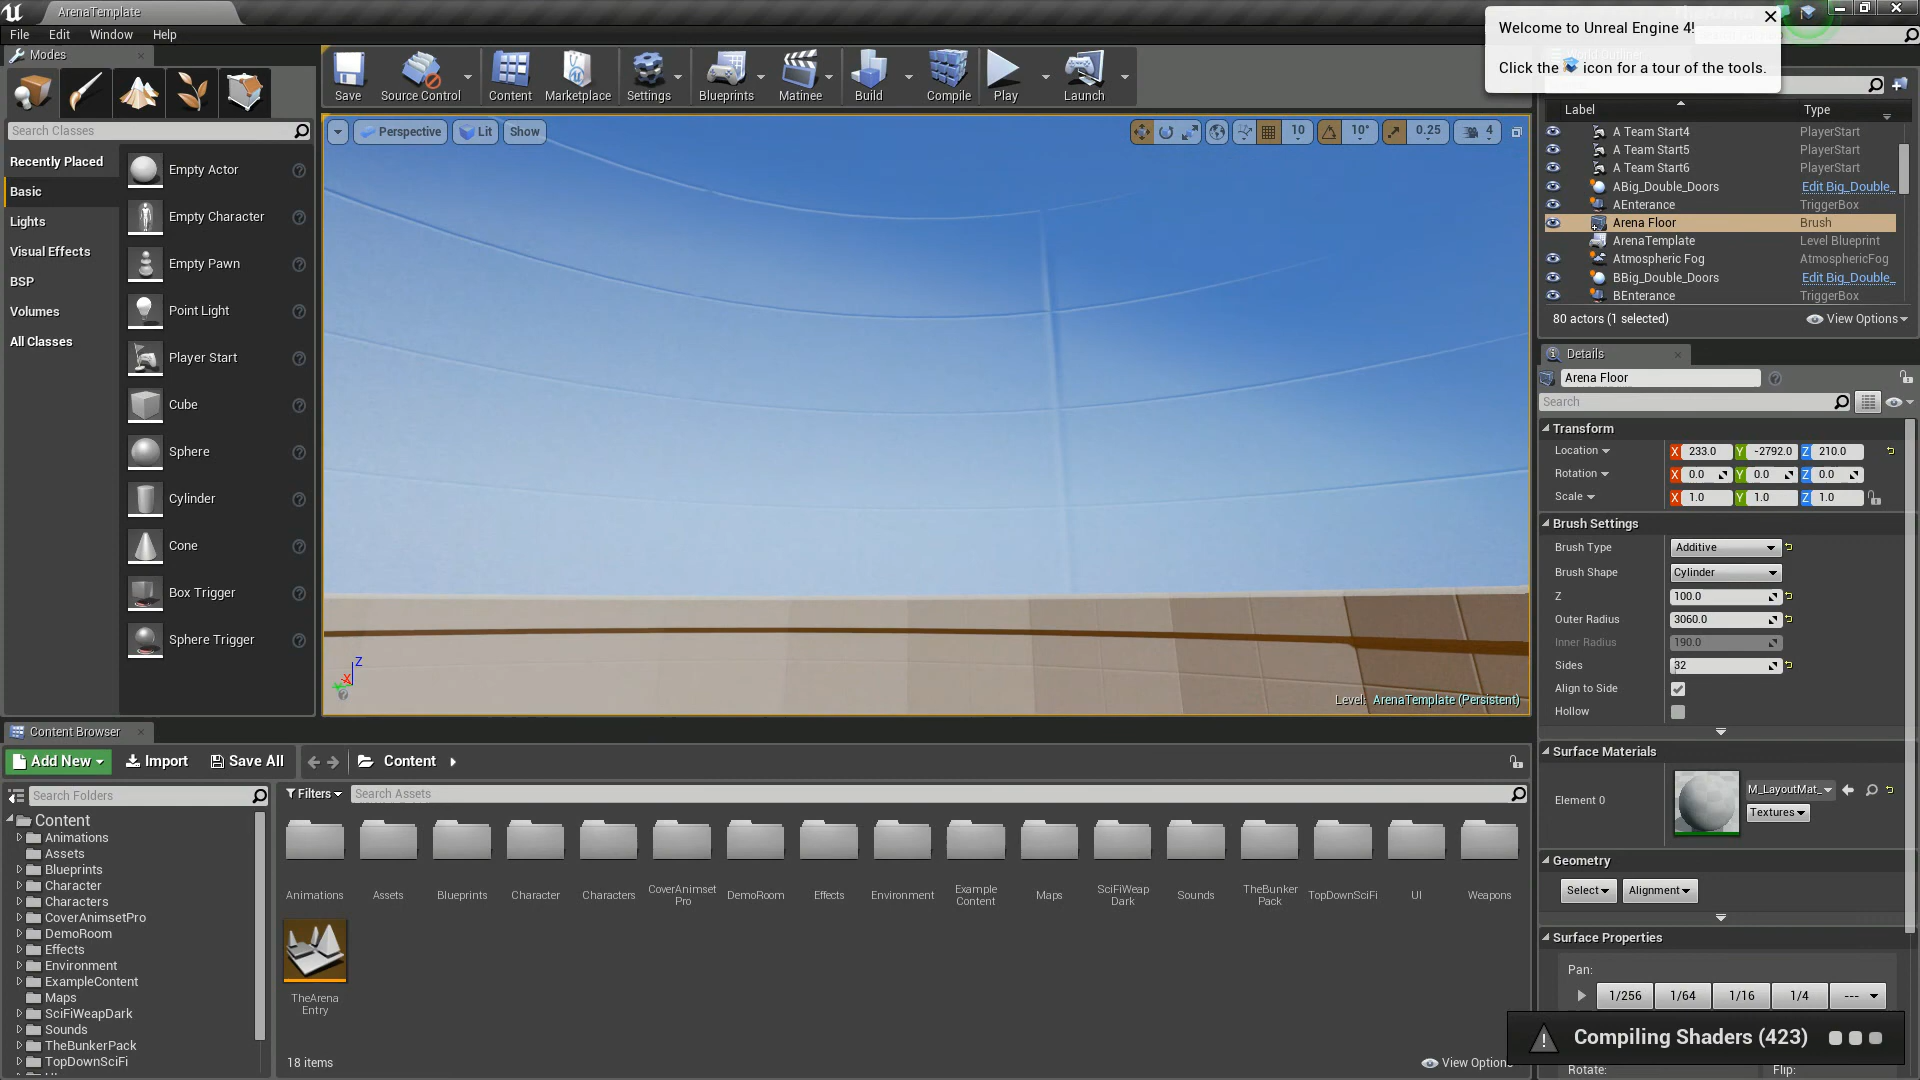 ArenaTemplate
File Edit Window Help
Modes
Search Classes
Recently Placed
Basic
Lights
Visual Effects
BSP
Volumes
All Classes
Empty Actor
Empty Character
Empty Pawn
Point Light
Player Start
Cube
Sphere
Cylinder
Cone
Box Trigger
Sphere Trigger
Save Source Control Content Marketplace Settings Blueprints Matinee Build Compile Play Launch
Perspective Lit Show
10 10° 0.25 4
Z
X
Level: ArenaTemplate (Persistent)
Welcome to Unreal Engine 4!
Click the icon for a tour of the tools.
Label Type
A Team Start4 PlayerStart
A Team Start5 PlayerStart
A Team Start6 PlayerStart
ABig_Double_Doors Edit Big_Double_
AEnterance TriggerBox
Arena Floor Brush
ArenaTemplate Level Blueprint
Atmospheric Fog AtmosphericFog
BBig_Double_Doors Edit Big_Double_
BEnterance TriggerBox
80 actors (1 selected) View Options
Details
Arena Floor
Search
Transform
Location X 233.0 Y -2792.0 Z 210.0
Rotation X 0.0 Y 0.0 Z 0.0
Scale X 1.0 Y 1.0 Z 1.0
Brush Settings
Brush Type Additive
Brush Shape Cylinder
Z 100.0
Outer Radius 3060.0
Inner Radius 190.0
Sides 32
Align to Side
Hollow
Surface Materials
Element 0 M_LayoutMat_
Textures
Geometry
Select Alignment
Surface Properties
Pan:
1/256 1/64 1/16 1/4 ---
Compiling Shaders (423)
Rotate: Flip:
Content Browser
Add New Import Save All Content
Search Folders
Content
Animations
Assets
Blueprints
Character
Characters
CoverAnimsetPro
DemoRoom
Effects
Environment
ExampleContent
Maps
SciFiWeapDark
Sounds
TheBunkerPack
TopDownSciFi
Filters Search Assets
Animations Assets Blueprints Character Characters CoverAnimset DemoRoom Effects Environment Example Maps SciFiWeap Sounds TheBunker TopDownSciFi UI Weapons
Pro Content Dark Pack
TheArena
Entry
18 items View Options